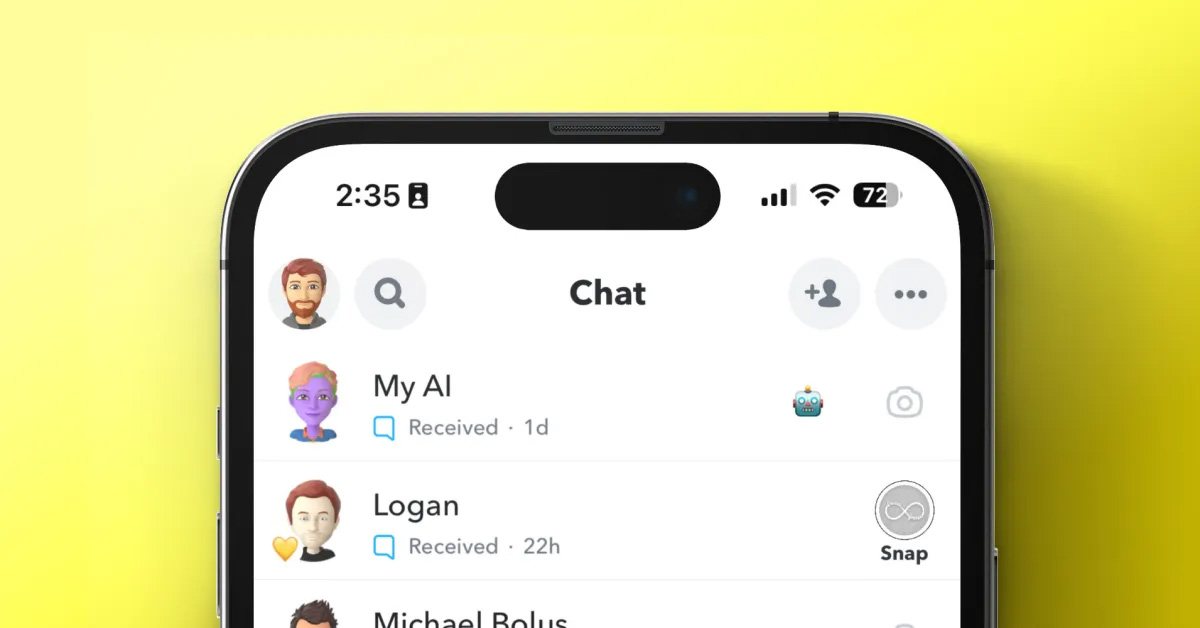 2:35 72
Chat
My AI
Received · 1d
Logan
Received · 22h
Snap
Michael Bolus